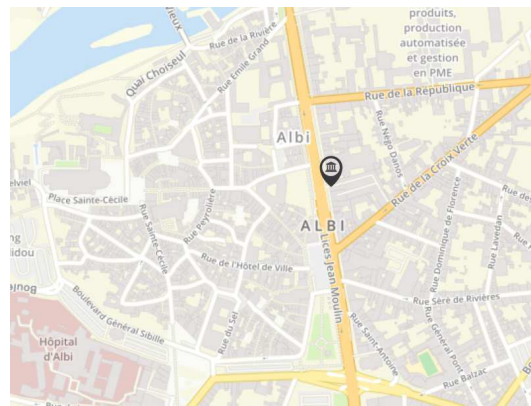 produits,
production
automatisée
et gestion
en PME
Rue de la Rivière
Quai Choiseul
Rue Emile Grand
Rue de la République
Albi
Rue Négo Danos
Rue de la Croix Verte
Place Sainte-Cécile
Rue Peyrolière
Rue Sainte-Cécile
ALBI
Rue Dominique de Florence
Rue Lavedan
Rue de l'Hôtel de Ville
Lices Jean Moulin
Rue Séré de Rivières
Boulevard Général Sibille
Rue du Sel
Rue Saint-Antoine
Rue Général Pont
Hôpital
d'Albi
Rue Balzac